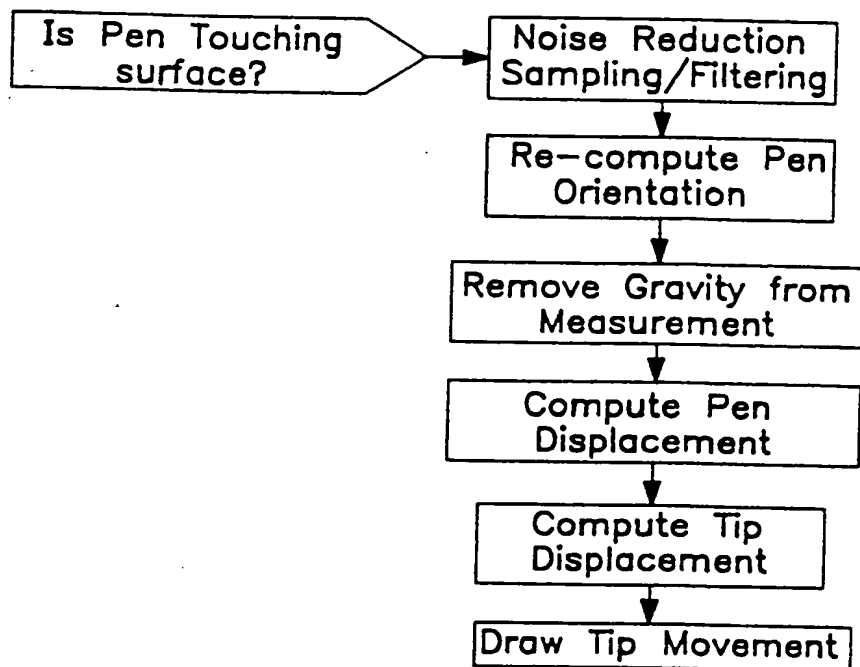 Is Pen Touching
surface?
Noise Reduction
Sampling/Filtering
Re-compute Pen
Orientation
Remove Gravity from
Measurement
Compute Pen
Displacement
Compute Tip
Displacement
Draw Tip Movement